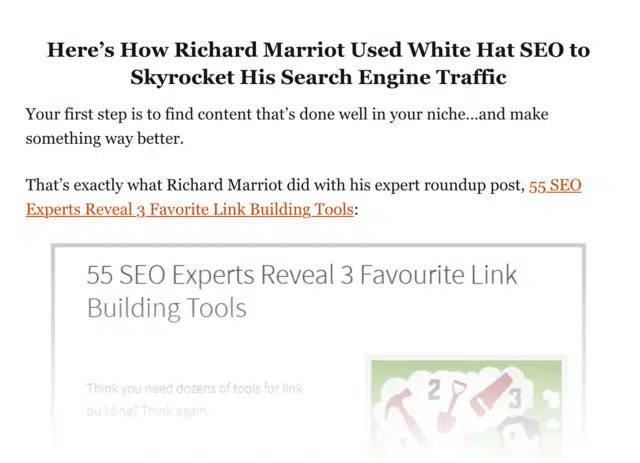 Here’s How Richard Marriot Used White Hat SEO to
Skyrocket His Search Engine Traffic
Your first step is to find content that’s done well in your niche…and make
something way better.
That’s exactly what Richard Marriot did with his expert roundup post, 55 SEO
Experts Reveal 3 Favorite Link Building Tools:
55 SEO Experts Reveal 3 Favourite Link
Building Tools
Think you need dozens of tools for link
building? Think again.
2
3